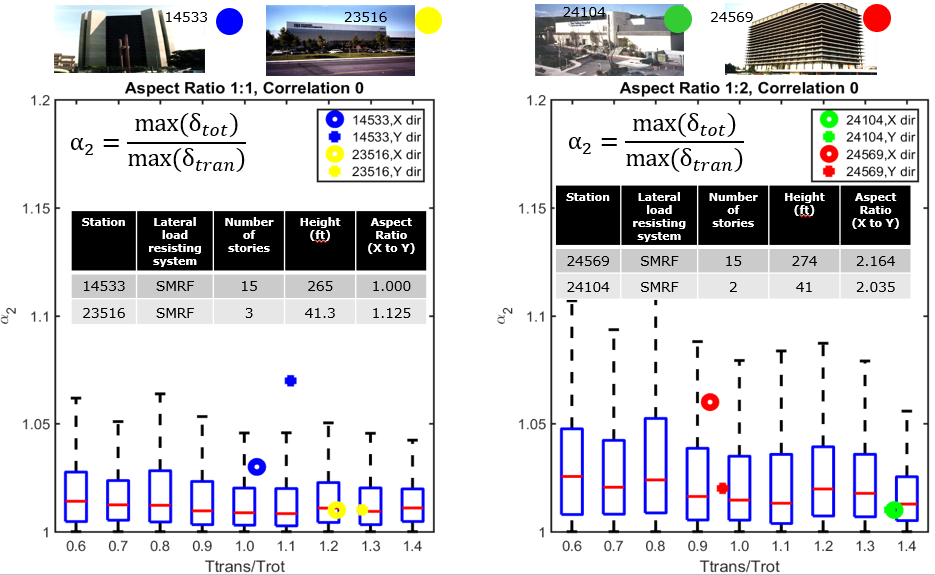 14533
23516
24104
24569
Aspect Ratio 1:1, Correlation 0
1.2
1.15
1.1
1.05
1
α₂
α₂ = max(δtot) / max(δtran)
14533,X dir
14533,Y dir
23516,X dir
23516,Y dir
Station Lateral load resisting system Number of stories Height (ft) Aspect Ratio (X to Y)
14533 SMRF 15 265 1.000
23516 SMRF 3 41.3 1.125
0.6 0.7 0.8 0.9 1.0 1.1 1.2 1.3 1.4
Ttrans/Trot
Aspect Ratio 1:2, Correlation 0
1.2
1.15
1.1
1.05
1
α₂
α₂ = max(δtot) / max(δtran)
24104,X dir
24104,Y dir
24569,X dir
24569,Y dir
Station Lateral load resisting system Number of stories Height (ft) Aspect Ratio (X to Y)
24569 SMRF 15 274 2.164
24104 SMRF 2 41 2.035
0.6 0.7 0.8 0.9 1.0 1.1 1.2 1.3 1.4
Ttrans/Trot